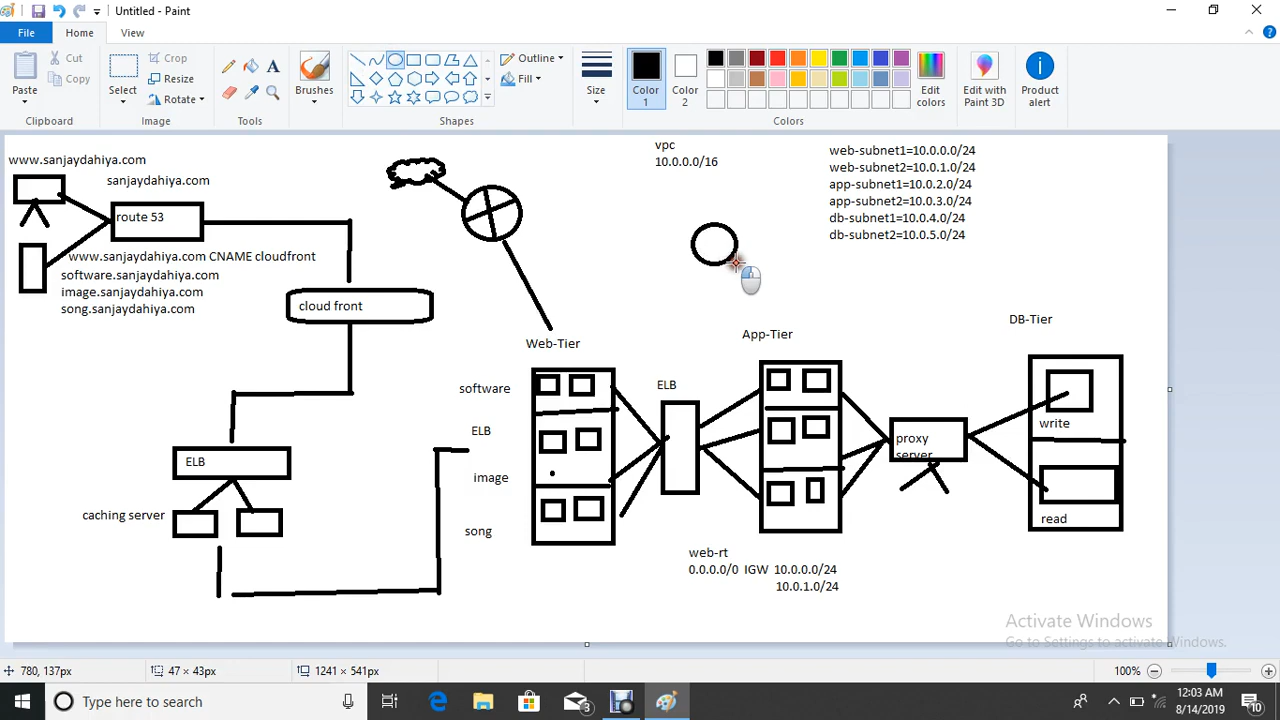 Untitled - Paint
File
Home
View
Paste
Cut
Copy
Clipboard
Select
Crop
Resize
Rotate
Image
A
Tools
Brushes
Outline
Fill
Shapes
Size
Color 1
Color 2
Edit colors
Colors
Edit with Paint 3D
Product alert
www.sanjaydahiya.com
sanjaydahiya.com
route 53
www.sanjaydahiya.com CNAME cloudfront
software.sanjaydahiya.com
image.sanjaydahiya.com
song.sanjaydahiya.com
cloud front
ELB
caching server
vpc
10.0.0.0/16
web-subnet1=10.0.0.0/24
web-subnet2=10.0.1.0/24
app-subnet1=10.0.2.0/24
app-subnet2=10.0.3.0/24
db-subnet1=10.0.4.0/24
db-subnet2=10.0.5.0/24
Web-Tier
software
ELB
image
song
ELB
App-Tier
proxy
server
DB-Tier
write
read
web-rt
0.0.0.0/0 IGW 10.0.0.0/24
10.0.1.0/24
Activate Windows
Go to Settings to activate Windows.
780, 137px
47 × 43px
1241 × 541px
100%
Type here to search
3
12:03 AM
8/14/2019
10